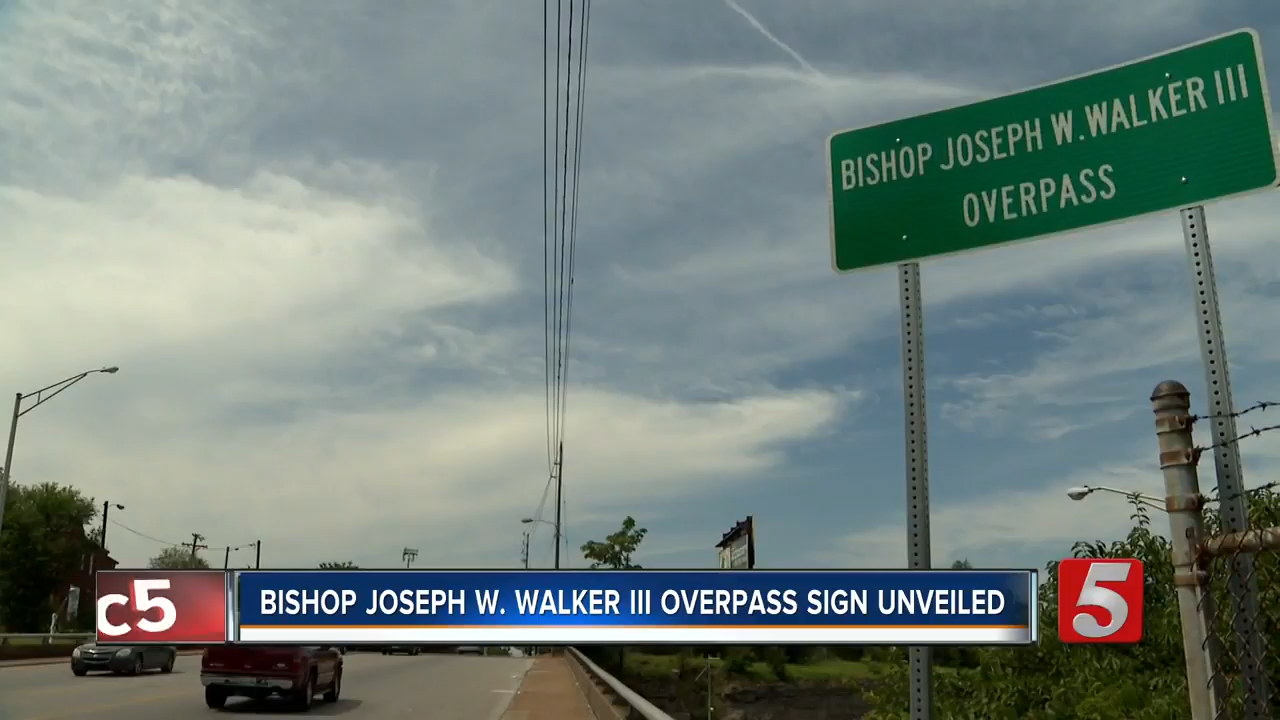 BISHOP JOSEPH W. WALKER III
OVERPASS
c5
BISHOP JOSEPH W. WALKER III OVERPASS SIGN UNVEILED
5